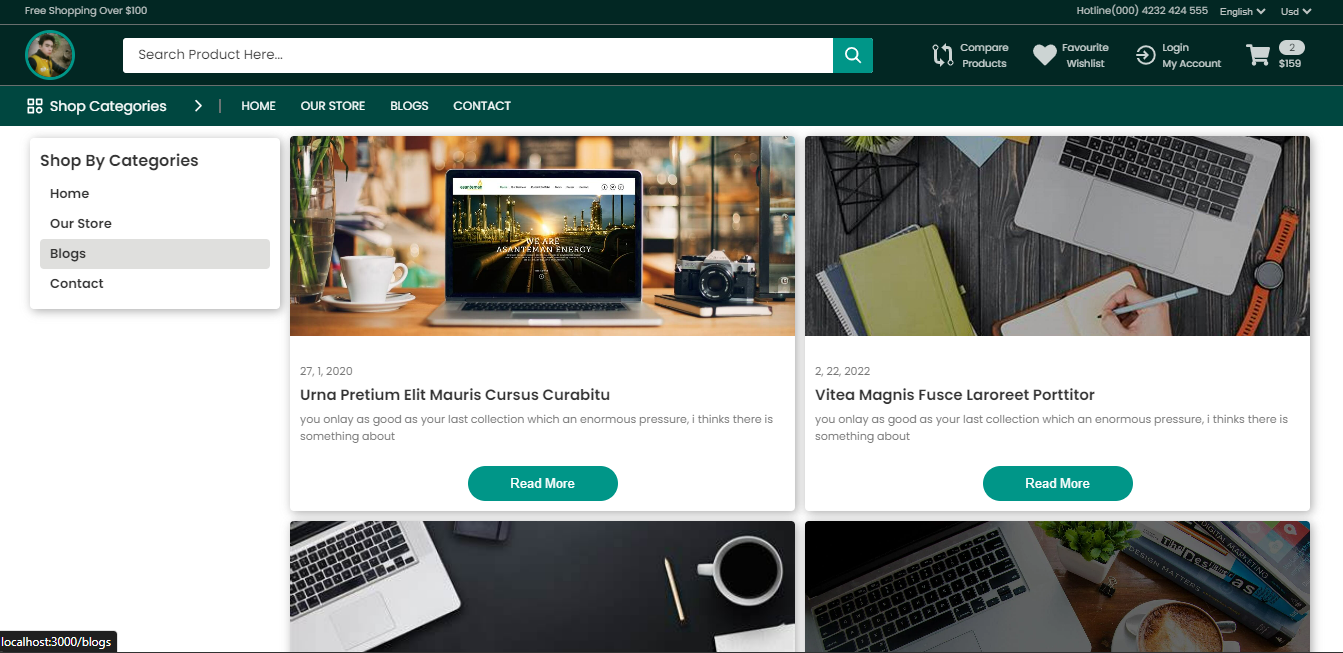 Free Shopping Over $100
Hotline(000) 4232 424 555 English Usd
Search Product Here...
Compare Products
Favourite Wishlist
Login My Account
2
$159
Shop Categories
HOME OUR STORE BLOGS CONTACT
Shop By Categories
Home
Our Store
Blogs
Contact
asanteman
WE ARE
ASANTEMAN ENERGY
27, 1, 2020
Urna Pretium Elit Mauris Cursus Curabitu
you onlay as good as your last collection which an enormous pressure, i thinks there is
something about
Read More
2, 22, 2022
Vitea Magnis Fusce Laroreet Porttitor
you onlay as good as your last collection which an enormous pressure, i thinks there is
something about
Read More
DIGITAL MARKETING
DESIGN MATTERS
localhost:3000/blogs